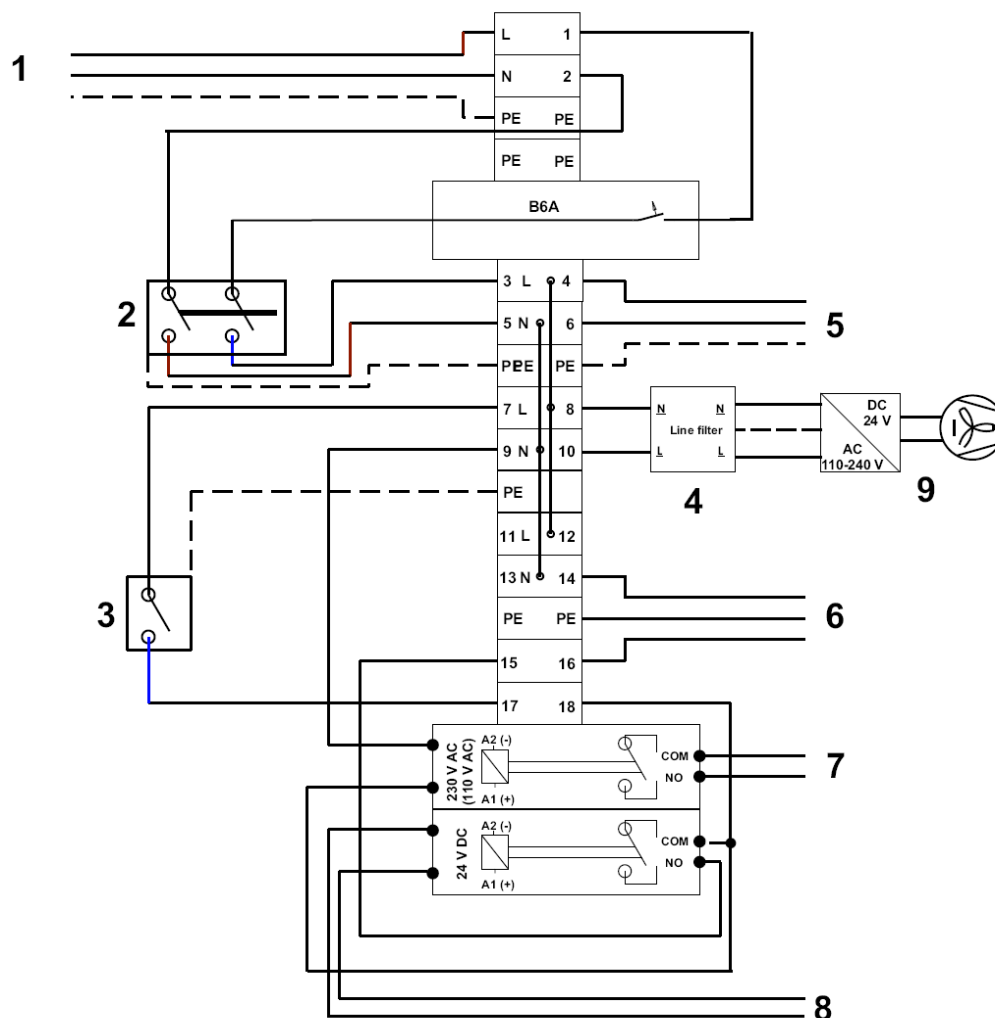 1
L 1
N 2
PE PE
PE PE
B6A
2
3 L 4
5 N 6
5
PE PE PE
7 L 8
9 N 10
N N
Line filter
L L
4
DC
24 V
AC
110-240 V
9
PE
11 L 12
13 N 14
3
PE PE
6
15 16
17 18
230 V AC
(110 V AC)
A2 (-)
A1 (+)
COM
NO
7
24 V DC
A2 (-)
A1 (+)
COM
NO
8